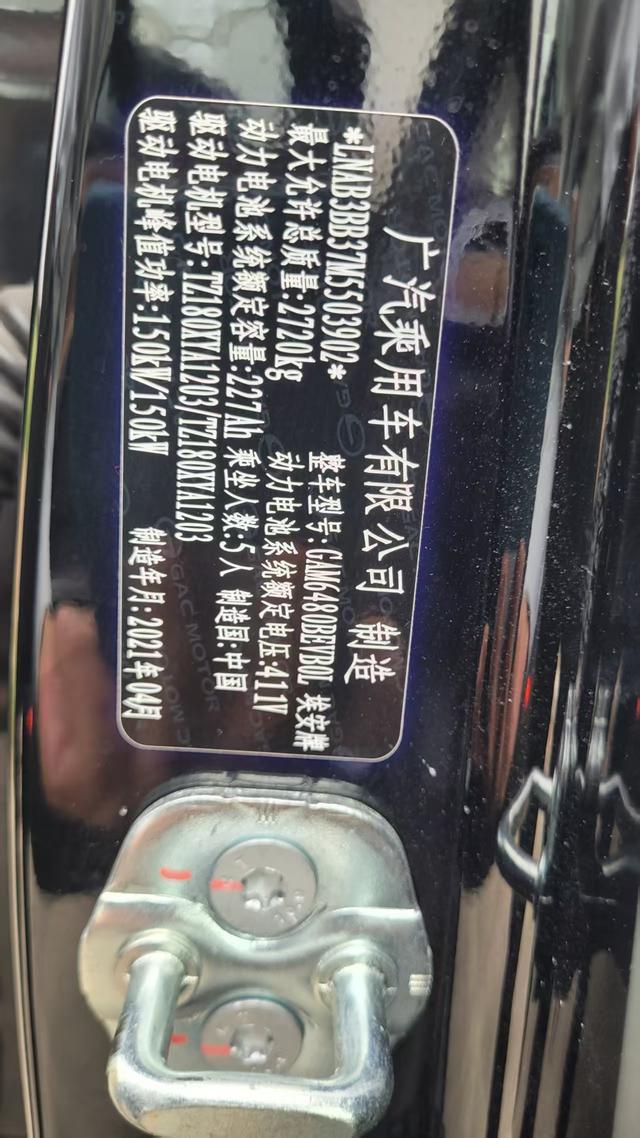 广汽乘用车有限公司 制造
*LNAB3BB37M5503902* 整车型号:GAM6480BEVB0L 埃安牌
最大允许总质量:2720kg 动力电池系统额定电压:411V
动力电池系统额定容量:227Ah 乘坐人数:5人 制造国:中国
驱动电机型号:TZ180XYA1203/TZ180XYA1203
驱动电机峰值功率:150kW/150kW 制造年月:2021年04月
GAC MOTOR